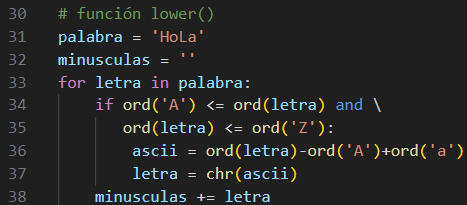 30 # función lower()
31 palabra = 'HoLa'
32 minusculas = ''
33 for letra in palabra:
34     if ord('A') <= ord(letra) and \
35        ord(letra) <= ord('Z'):
36         ascii = ord(letra)-ord('A')+ord('a')
37         letra = chr(ascii)
38     minusculas += letra